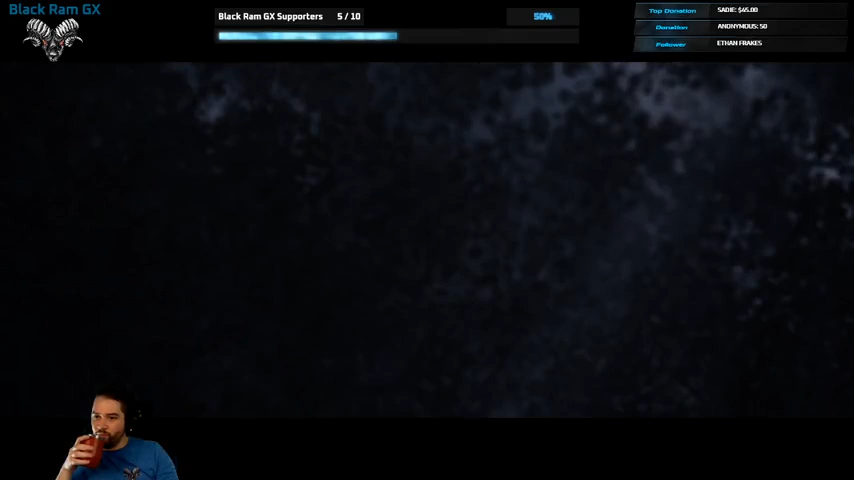 Black Ram GX
Black Ram GX Supporters 5 / 10
50%
Top Donation SADIE: $45.00
Donation ANONYMOUS: 50
Follower ETHAN FRAKES